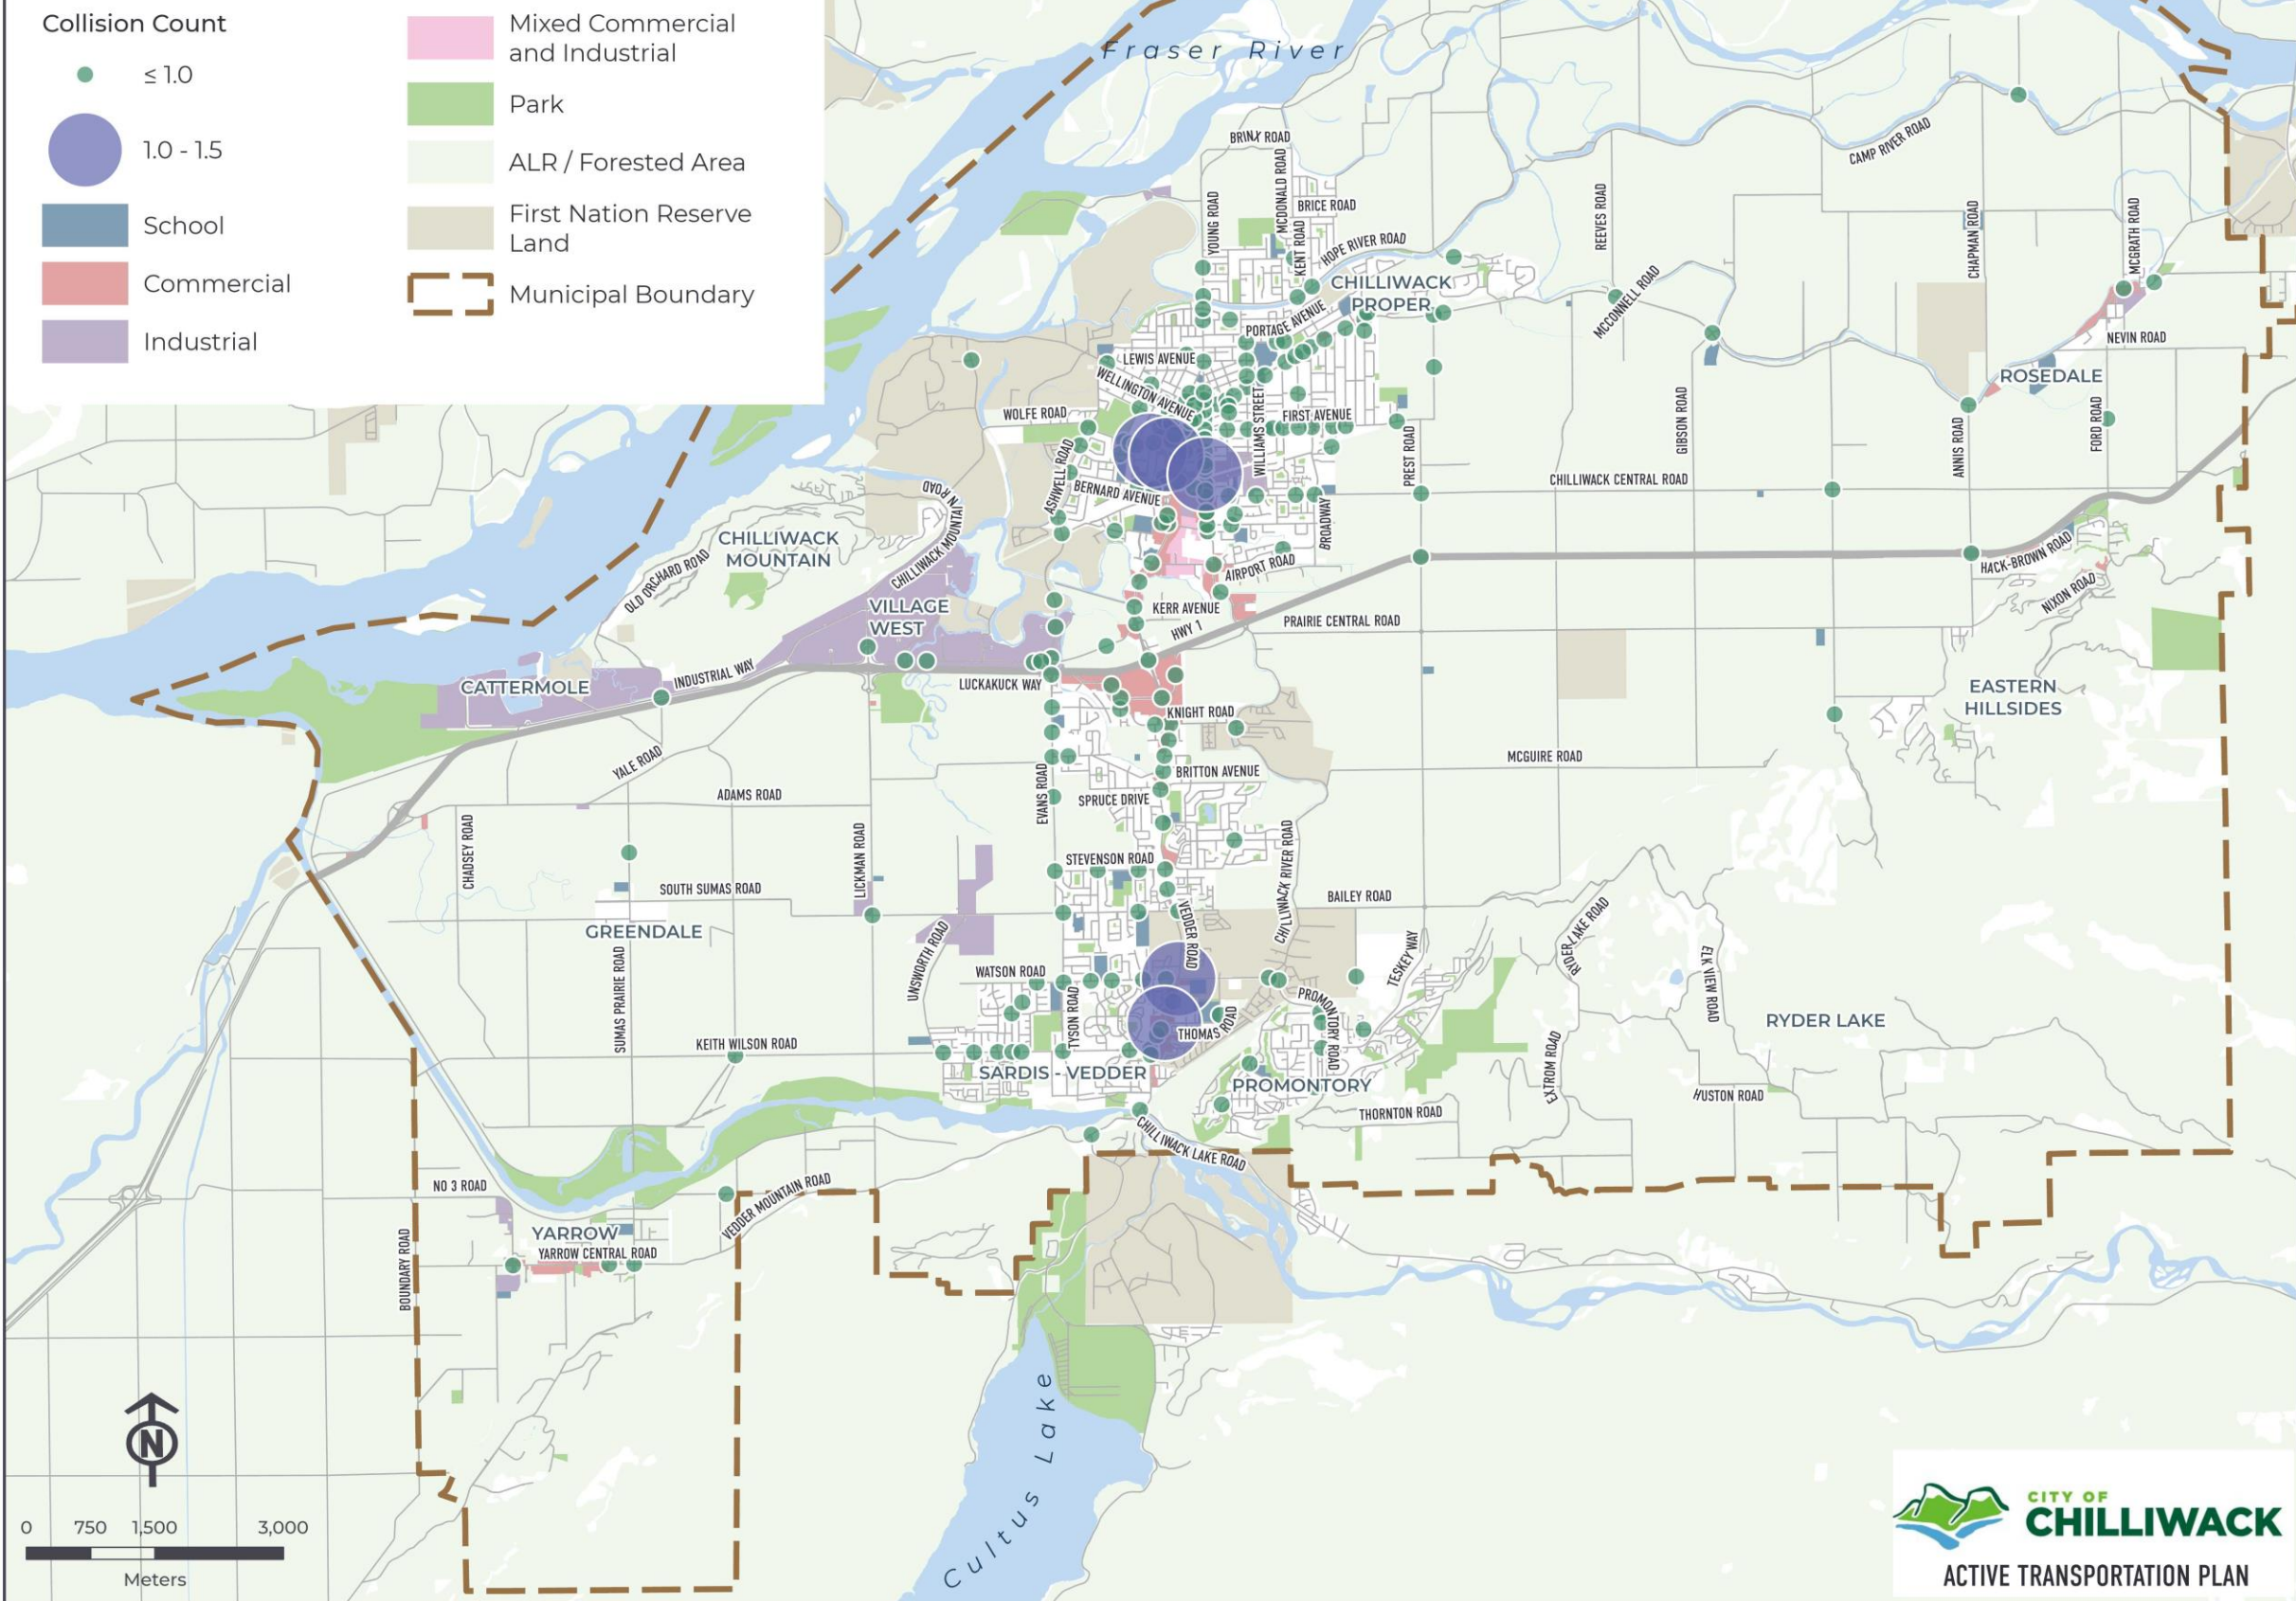 Collision Count
≤ 1.0
1.0 - 1.5
School
Commercial
Industrial
Mixed Commercial
and Industrial
Park
ALR / Forested Area
First Nation Reserve
Land
Municipal Boundary
Fraser River
BRINX ROAD
MCDONALD ROAD
YOUNG ROAD
BRICE ROAD
KENT ROAD
HOPE RIVER ROAD
CHILLIWACK
PROPER
PORTAGE AVENUE
LEWIS AVENUE
WELLINGTON AVENUE
WOLFE ROAD
FIRST AVENUE
WILLIAMS STREET
ASHWELL ROAD
BERNARD AVENUE
BROADWAY
PREST ROAD
REEVES ROAD
MCCONNELL ROAD
CAMP RIVER ROAD
CHAPMAN ROAD
MCGRATH ROAD
NEVIN ROAD
ROSEDALE
GIBSON ROAD
ANNIS ROAD
FORD ROAD
CHILLIWACK CENTRAL ROAD
HACK-BROWN ROAD
NIXON ROAD
CHILLIWACK
MOUNTAIN
OLD ORCHARD ROAD
CHILLIWACK MOUNTAIN ROAD
VILLAGE
WEST
AIRPORT ROAD
KERR AVENUE
HWY 1
PRAIRIE CENTRAL ROAD
CATTERMOLE
INDUSTRIAL WAY
LUCKAKUCK WAY
KNIGHT ROAD
EASTERN
HILLSIDES
YALE ROAD
MCGUIRE ROAD
BRITTON AVENUE
ADAMS ROAD
EVANS ROAD
SPRUCE DRIVE
CHADSEY ROAD
LICKMAN ROAD
STEVENSON ROAD
CHILLIWACK RIVER ROAD
SOUTH SUMAS ROAD
BAILEY ROAD
GREENDALE
VEDDER ROAD
UNSWORTH ROAD
SUMAS PRAIRIE ROAD
WATSON ROAD
TYSON ROAD
TESKEY WAY
RYDER LAKE ROAD
ELK VIEW ROAD
PROMONTORY ROAD
THOMAS ROAD
RYDER LAKE
KEITH WILSON ROAD
SARDIS - VEDDER
PROMONTORY
EXTROM ROAD
HUSTON ROAD
THORNTON ROAD
CHILLIWACK LAKE ROAD
NO 3 ROAD
VEDDER MOUNTAIN ROAD
YARROW
YARROW CENTRAL ROAD
BOUNDARY ROAD
Cultus Lake
N
0 750 1,500 3,000
Meters
CITY OF
CHILLIWACK
ACTIVE TRANSPORTATION PLAN